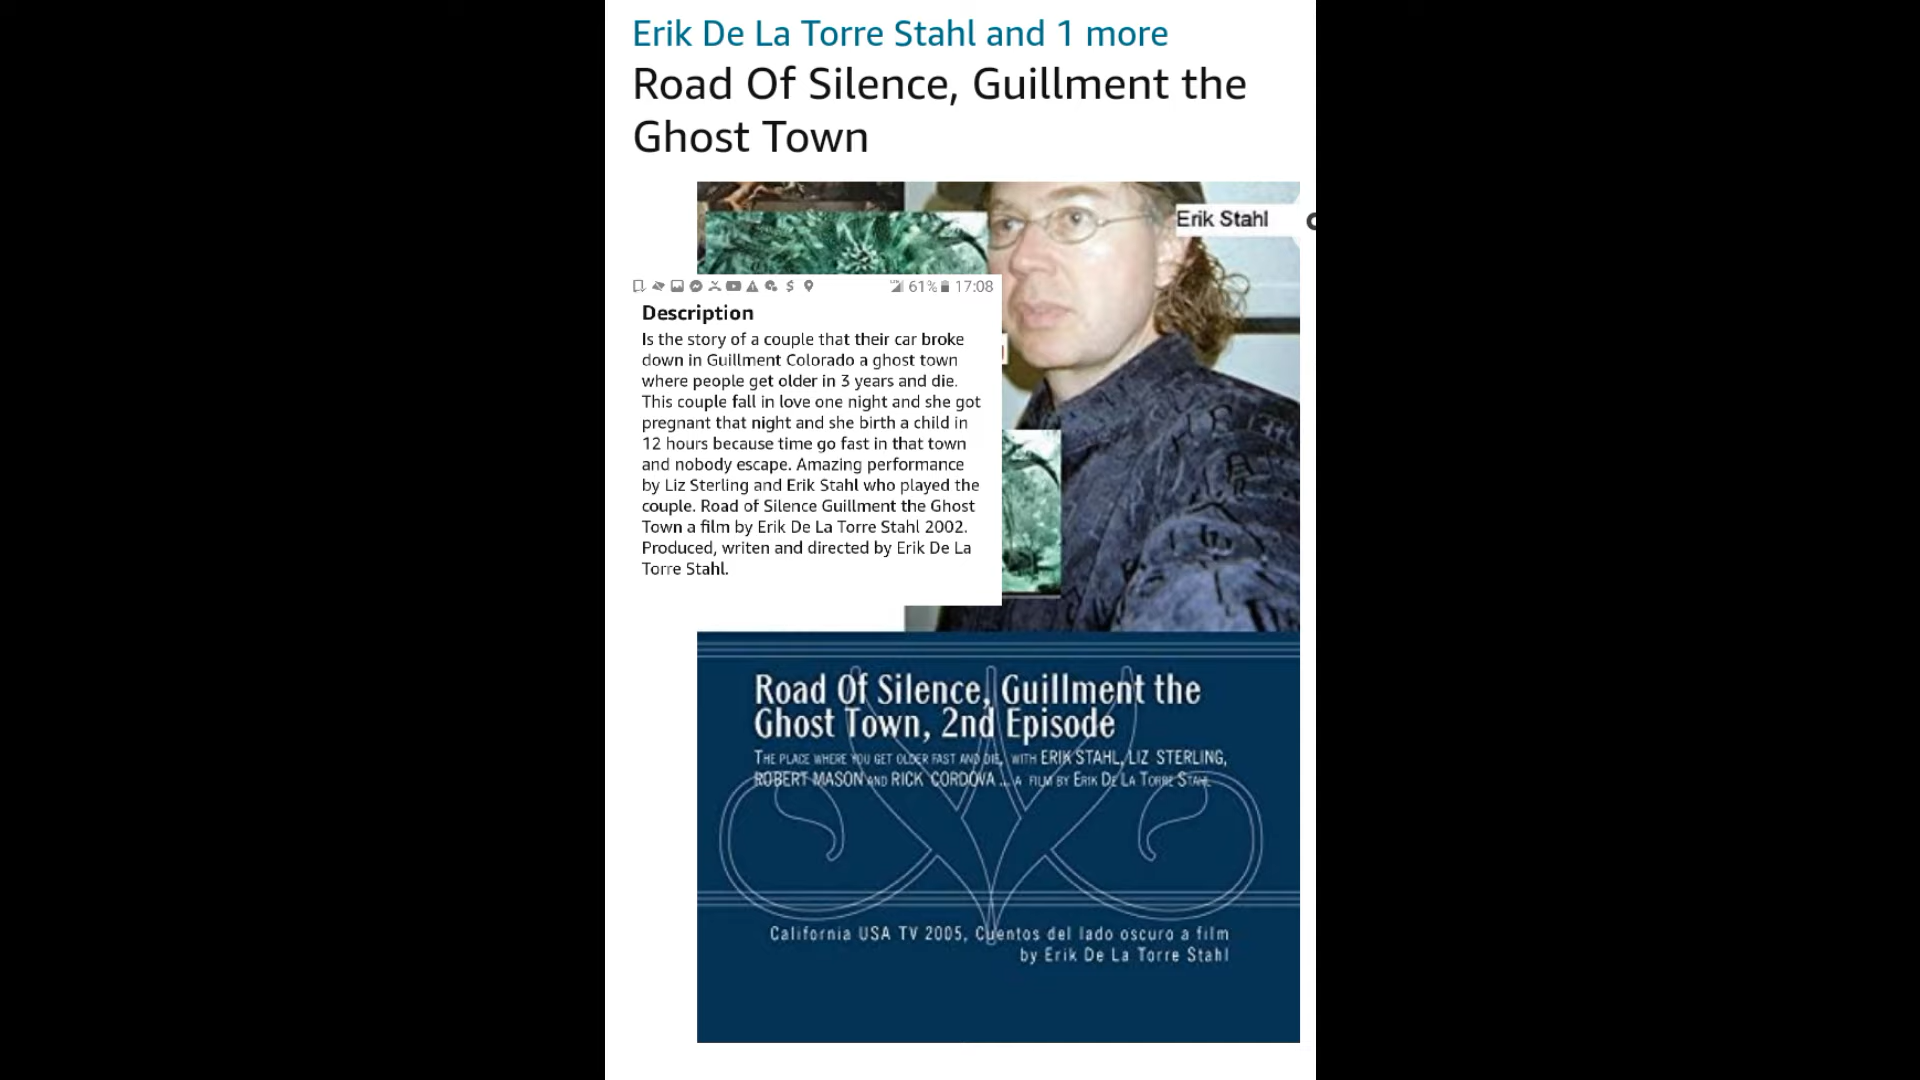 Erik De La Torre Stahl and 1 more
Road Of Silence, Guillment the
Ghost Town
Erik Stahl
61% 17:08
Description
Is the story of a couple that their car broke
down in Guillment Colorado a ghost town
where people get older in 3 years and die.
This couple fall in love one night and she got
pregnant that night and she birth a child in
12 hours because time go fast in that town
and nobody escape. Amazing performance
by Liz Sterling and Erik Stahl who played the
couple. Road of Silence Guillment the Ghost
Town a film by Erik De La Torre Stahl 2002.
Produced, writen and directed by Erik De La
Torre Stahl.
Road Of Silence, Guillment the
Ghost Town, 2nd Episode
The place where you get older fast and die, with ERIK STAHL, LIZ STERLING,
ROBERT MASON and RICK CORDOVA ... a film by Erik De La Torre Stahl
California USA TV 2005, Cuentos del lado oscuro a film
by Erik De La Torre Stahl